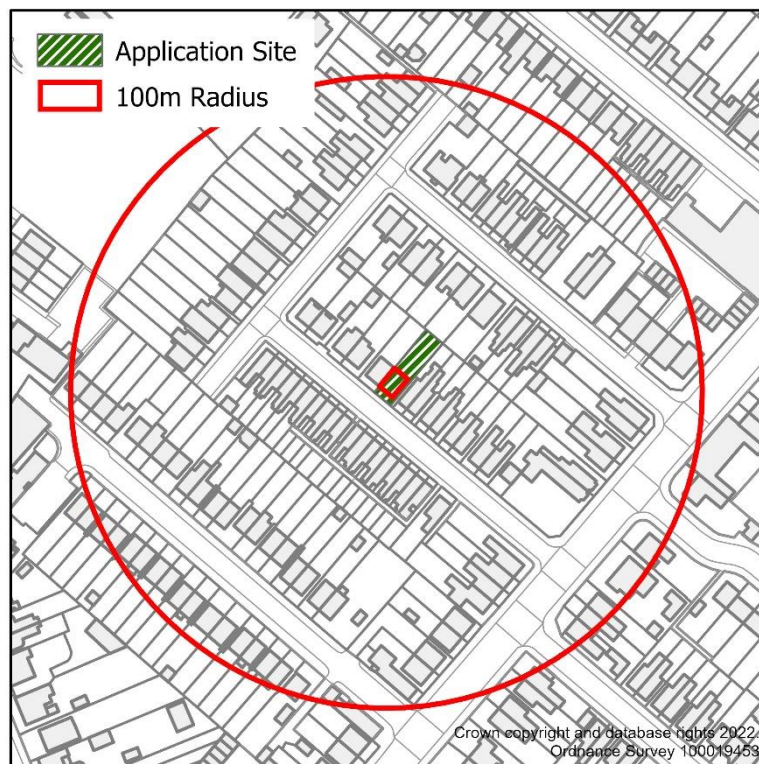 Application Site
100m Radius
Crown copyright and database rights 2022.
Ordnance Survey 100019453